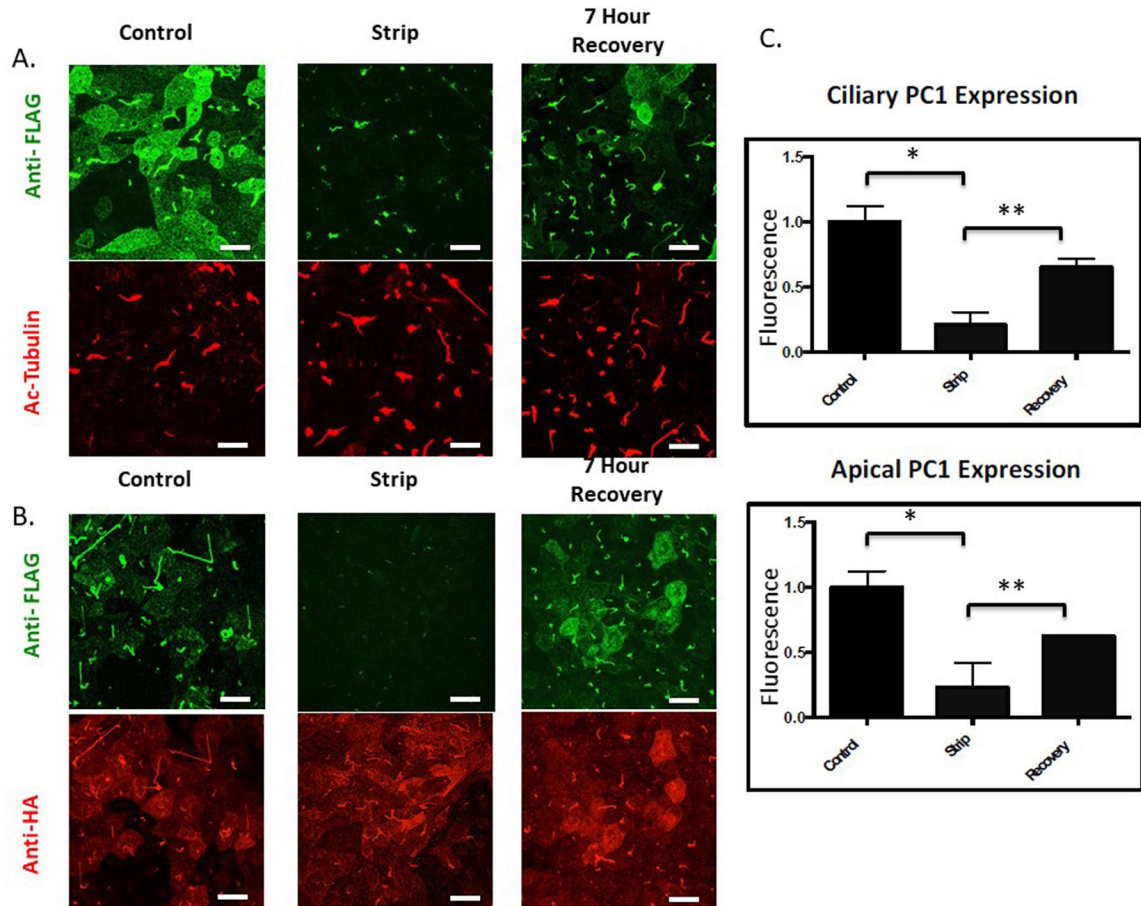 A.
Control
Strip
7 Hour
Recovery
Anti- FLAG
Ac-Tubulin
B.
Control
Strip
7 Hour
Recovery
Anti- FLAG
Anti-HA
C.
Ciliary PC1 Expression
Fluorescence
1.5
1.0
0.5
0.0
*
**
Control
Strip
Recovery
Apical PC1 Expression
Fluorescence
1.5
1.0
0.5
0.0
*
**
Control
Strip
Recovery